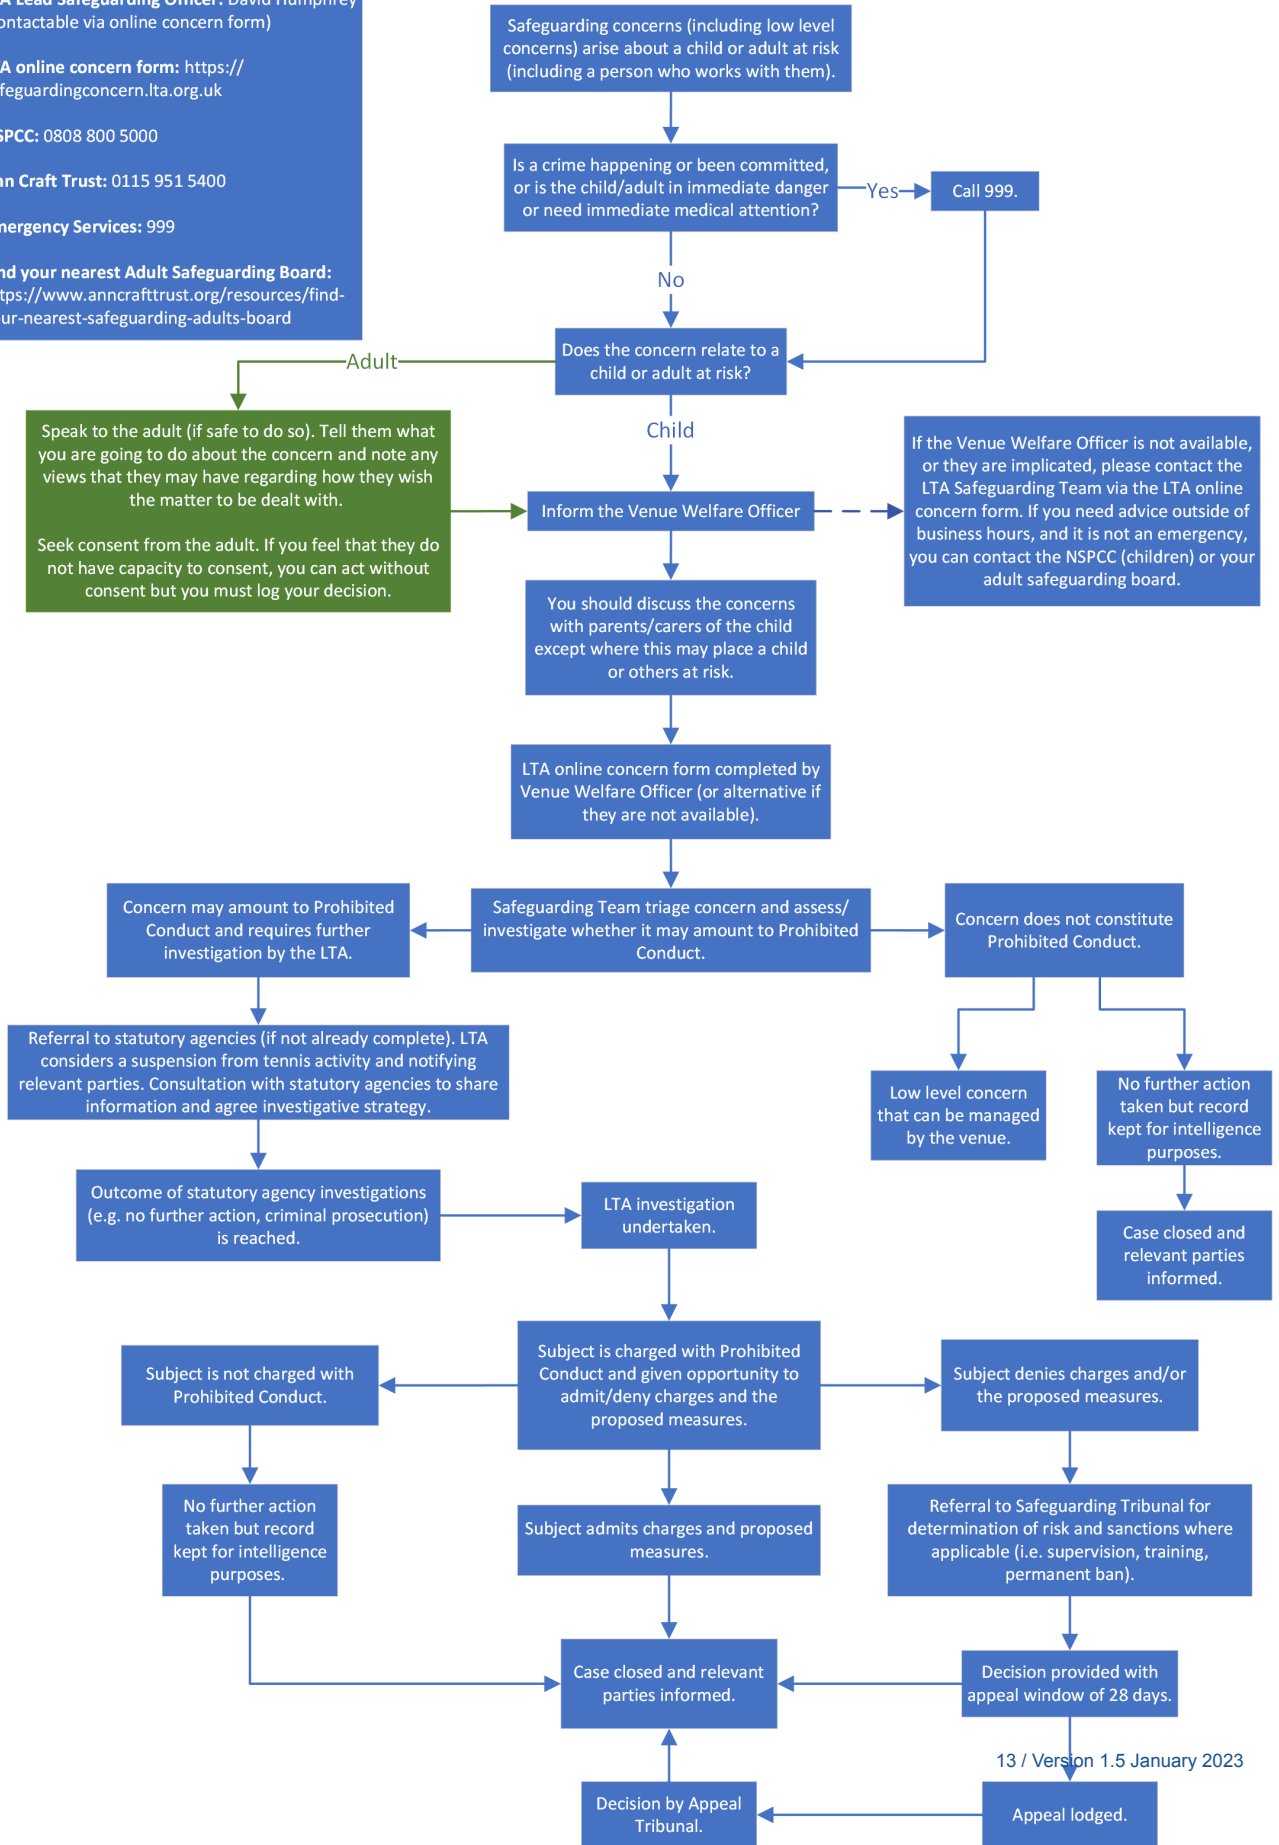 Lead Safeguarding Officer: David Humphrey
contactable via online concern form)
online concern form: https://
feguardingconcern.lta.org.uk
SPCC: 0808 800 5000
Craft Trust: 0115 951 5400
mergency Services: 999
nd your nearest Adult Safeguarding Board:
tps://www.anncrafttrust.org/resources/find-
ur-nearest-safeguarding-adults-board
Safeguarding concerns (including low level
concerns) arise about a child or adult at risk
(including a person who works with them).
Is a crime happening or been committed,
or is the child/adult in immediate danger
or need immediate medical attention?
Yes
Call 999.
No
Does the concern relate to a
child or adult at risk?
Adult
Child
Speak to the adult (if safe to do so). Tell them what
you are going to do about the concern and note any
views that they may have regarding how they wish
the matter to be dealt with.
Seek consent from the adult. If you feel that they do
not have capacity to consent, you can act without
consent but you must log your decision.
Inform the Venue Welfare Officer
If the Venue Welfare Officer is not available,
or they are implicated, please contact the
LTA Safeguarding Team via the LTA online
concern form. If you need advice outside of
business hours, and it is not an emergency,
you can contact the NSPCC (children) or your
adult safeguarding board.
You should discuss the concerns
with parents/carers of the child
except where this may place a child
or others at risk.
LTA online concern form completed by
Venue Welfare Officer (or alternative if
they are not available).
Concern may amount to Prohibited
Conduct and requires further
investigation by the LTA.
Safeguarding Team triage concern and assess/
investigate whether it may amount to Prohibited
Conduct.
Concern does not constitute
Prohibited Conduct.
Referral to statutory agencies (if not already complete). LTA
considers a suspension from tennis activity and notifying
relevant parties. Consultation with statutory agencies to share
information and agree investigative strategy.
Low level concern
that can be managed
by the venue.
No further action
taken but record
kept for intelligence
purposes.
Outcome of statutory agency investigations
(e.g. no further action, criminal prosecution)
is reached.
LTA investigation
undertaken.
Case closed and
relevant parties
informed.
Subject is not charged with
Prohibited Conduct.
Subject is charged with Prohibited
Conduct and given opportunity to
admit/deny charges and the
proposed measures.
Subject denies charges and/or
the proposed measures.
No further action
taken but record
kept for intelligence
purposes.
Subject admits charges and proposed
measures.
Referral to Safeguarding Tribunal for
determination of risk and sanctions where
applicable (i.e. supervision, training,
permanent ban).
Case closed and relevant
parties informed.
Decision provided with
appeal window of 28 days.
13 / Version 1.5 January 2023
Decision by Appeal
Tribunal.
Appeal lodged.